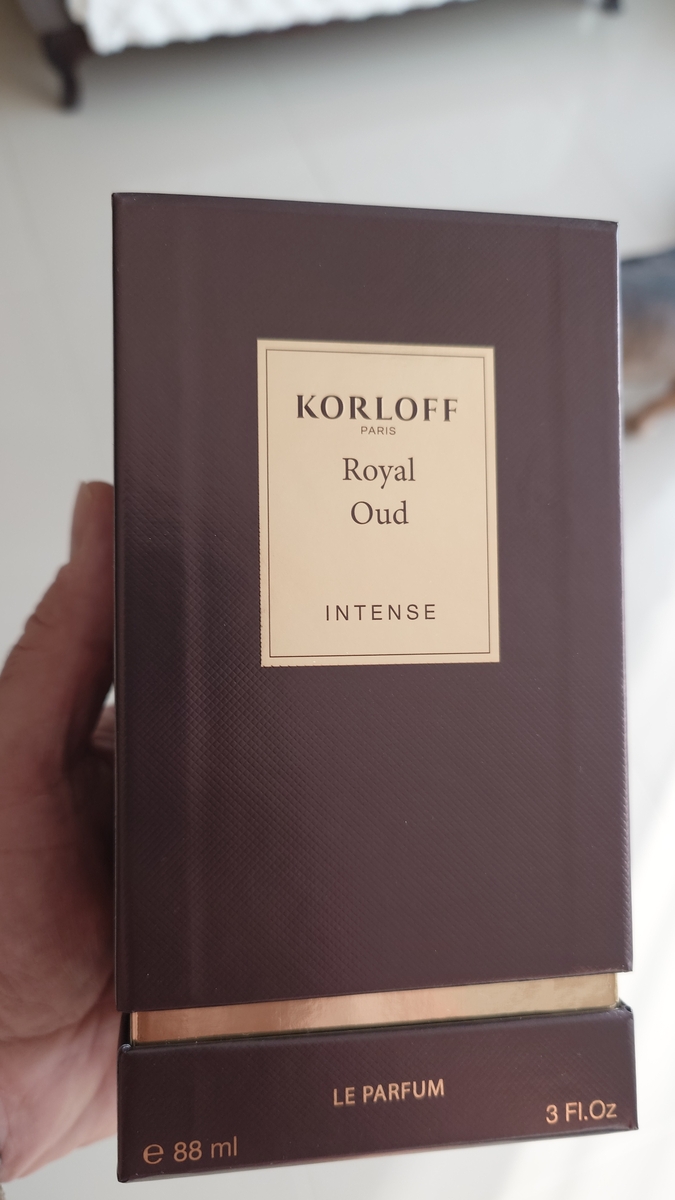 KORLOFF
PARIS
Royal
Oud
INTENSE
LE PARFUM
℮ 88 ml
3 Fl.Oz